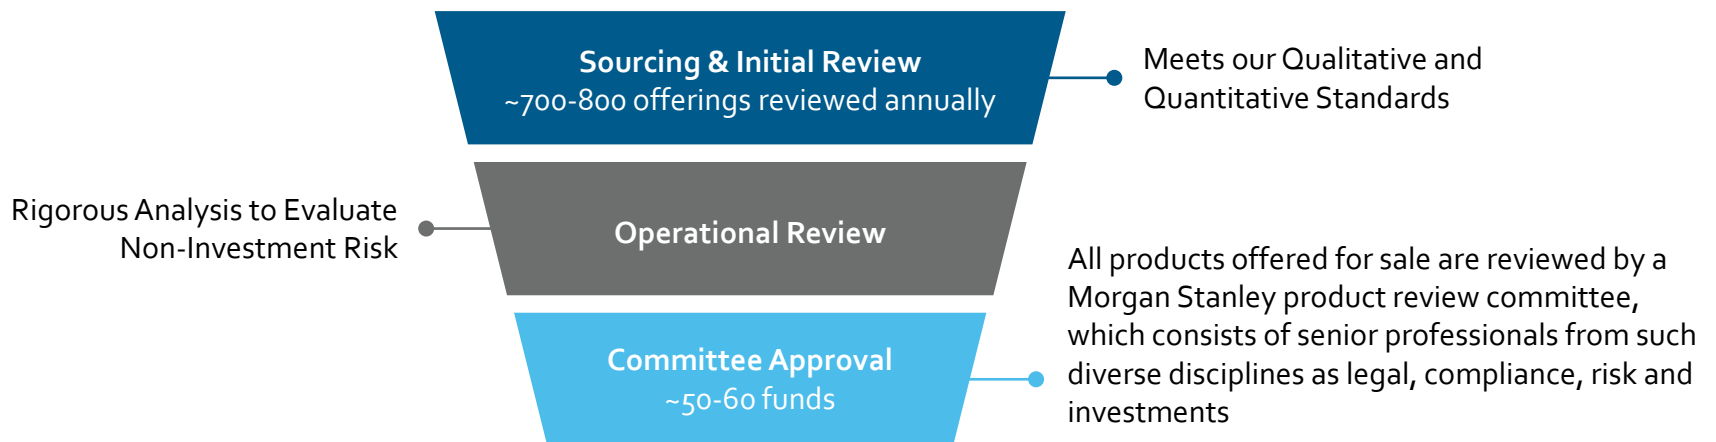 Sourcing & Initial Review
~700-800 offerings reviewed annually
Meets our Qualitative and
Quantitative Standards
Rigorous Analysis to Evaluate
Non-Investment Risk
Operational Review
Committee Approval
~50-60 funds
All products offered for sale are reviewed by a
Morgan Stanley product review committee,
which consists of senior professionals from such
diverse disciplines as legal, compliance, risk and
investments